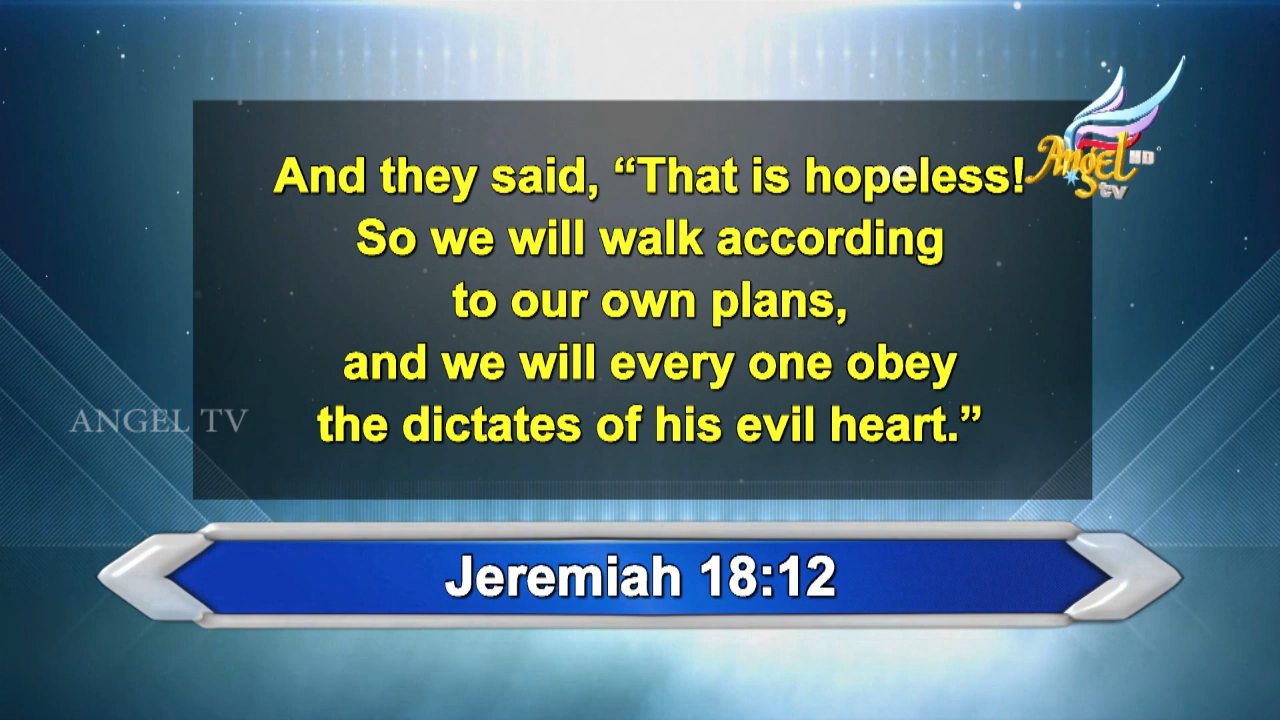 And they said, “That is hopeless!
So we will walk according
to our own plans,
and we will every one obey
the dictates of his evil heart.”
Jeremiah 18:12
Angel HD
tv
ANGEL TV